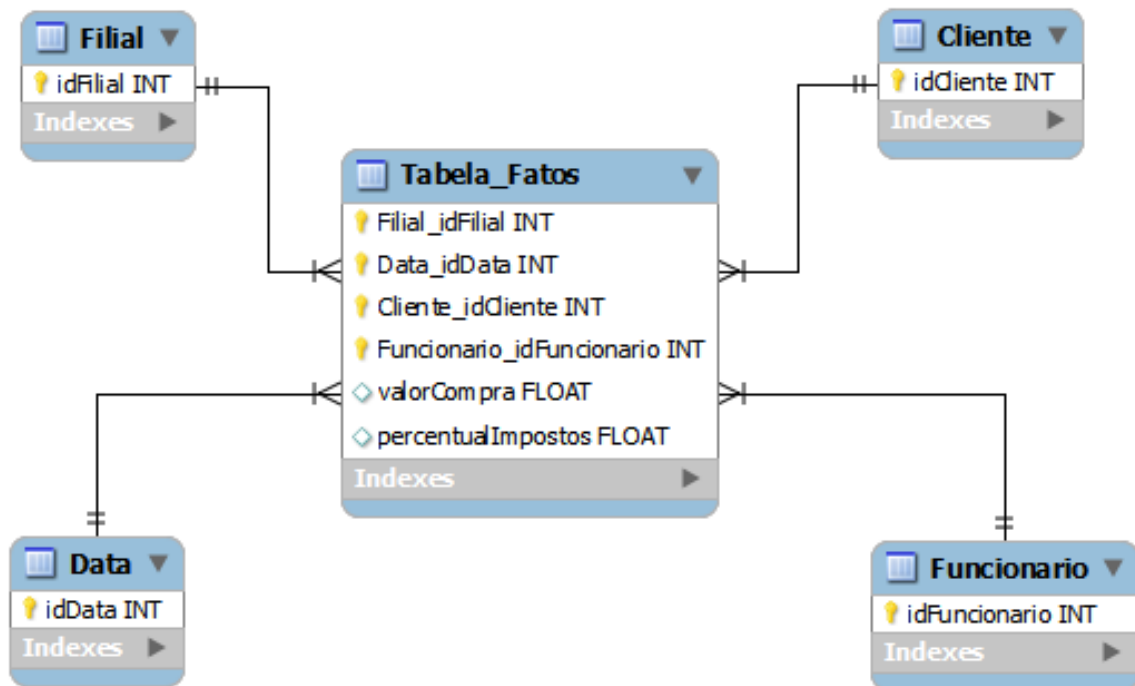 Filial
idFilial INT
Indexes
Cliente
idCliente INT
Indexes
Tabela_Fatos
Filial_idFilial INT
Data_idData INT
Cliente_idCliente INT
Funcionario_idFuncionario INT
valorCompra FLOAT
percentualImpostos FLOAT
Indexes
Data
idData INT
Indexes
Funcionario
idFuncionario INT
Indexes